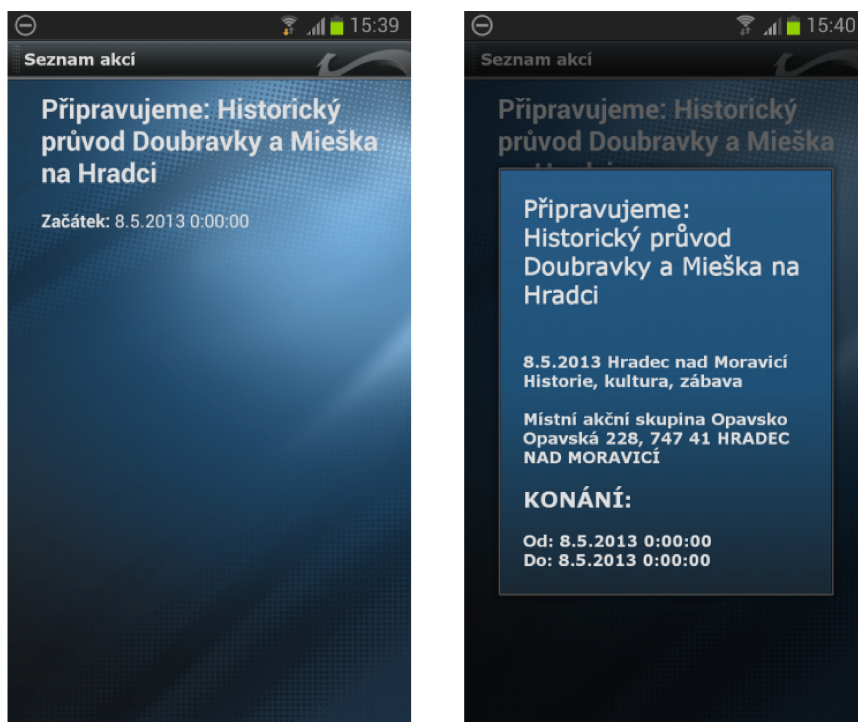 15:39
Seznam akcí
Připravujeme: Historický
průvod Doubravky a Mieška
na Hradci
Začátek: 8.5.2013 0:00:00
15:40
Seznam akcí
Připravujeme: Historický
průvod Doubravky a Mieška
na Hradci
Připravujeme:
Historický průvod
Doubravky a Mieška na
Hradci
8.5.2013 Hradec nad Moravicí
Historie, kultura, zábava
Místní akční skupina Opavsko
Opavská 228, 747 41 HRADEC
NAD MORAVICÍ
KONÁNÍ:
Od: 8.5.2013 0:00:00
Do: 8.5.2013 0:00:00